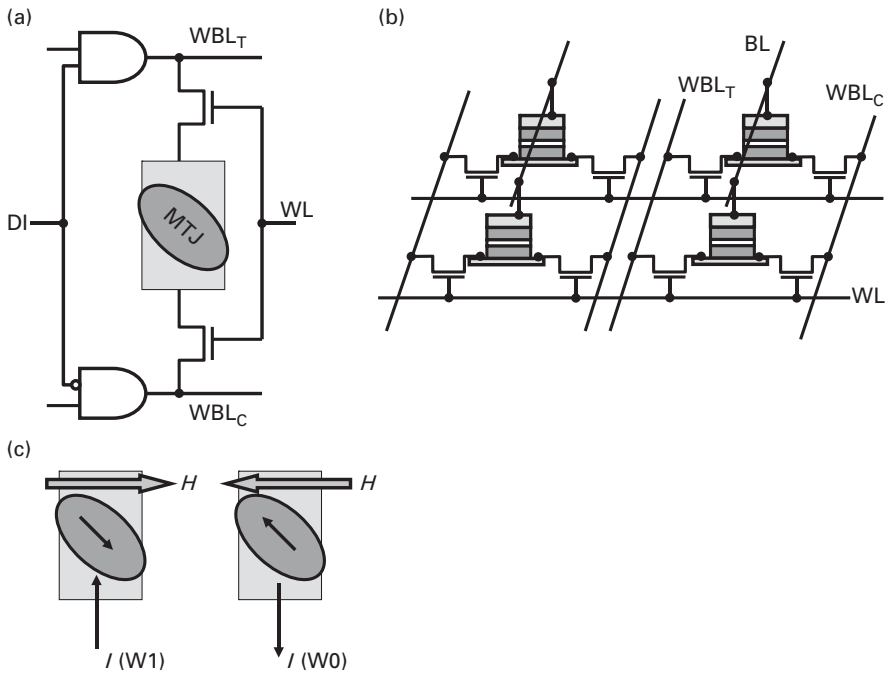 (a)
WBL_T
MTJ
DI
WL
WBL_C
(b)
BL
WBL_T
WBL_C
WL
(c)
H
H
I (W1)
I (W0)